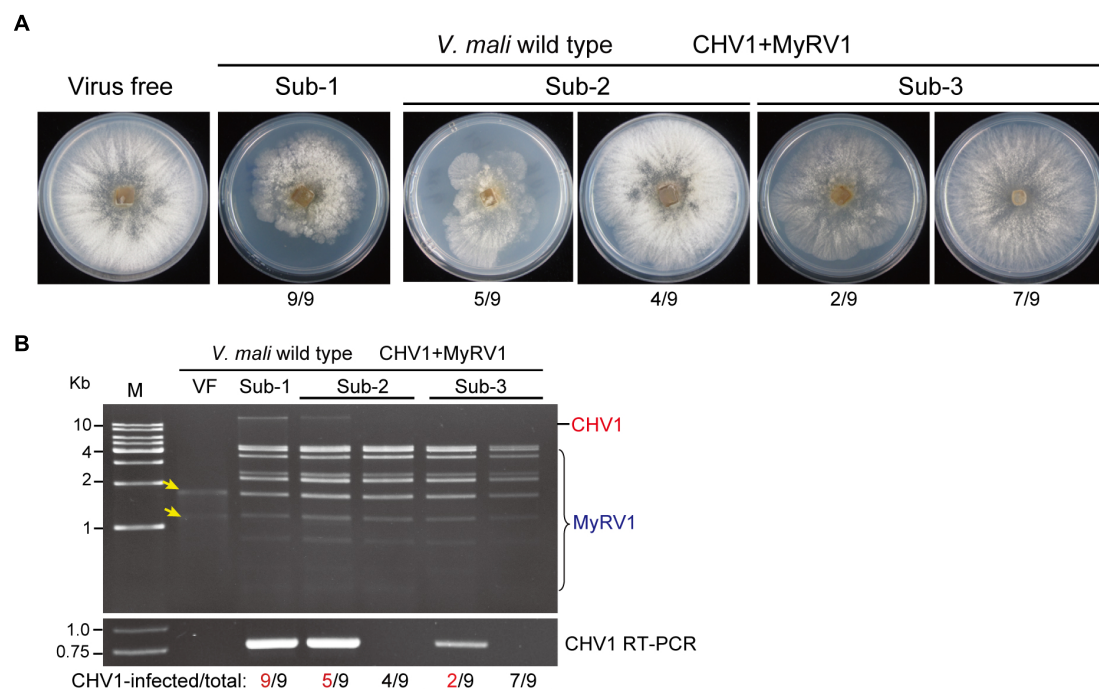 A
V. mali wild type CHV1+MyRV1
Virus free Sub-1 Sub-2 Sub-3
9/9 5/9 4/9 2/9 7/9
B
V. mali wild type CHV1+MyRV1
Kb M VF Sub-1 Sub-2 Sub-3
10 CHV1
4
2
MyRV1
1
1.0
CHV1 RT-PCR
0.75
CHV1-infected/total: 9/9 5/9 4/9 2/9 7/9